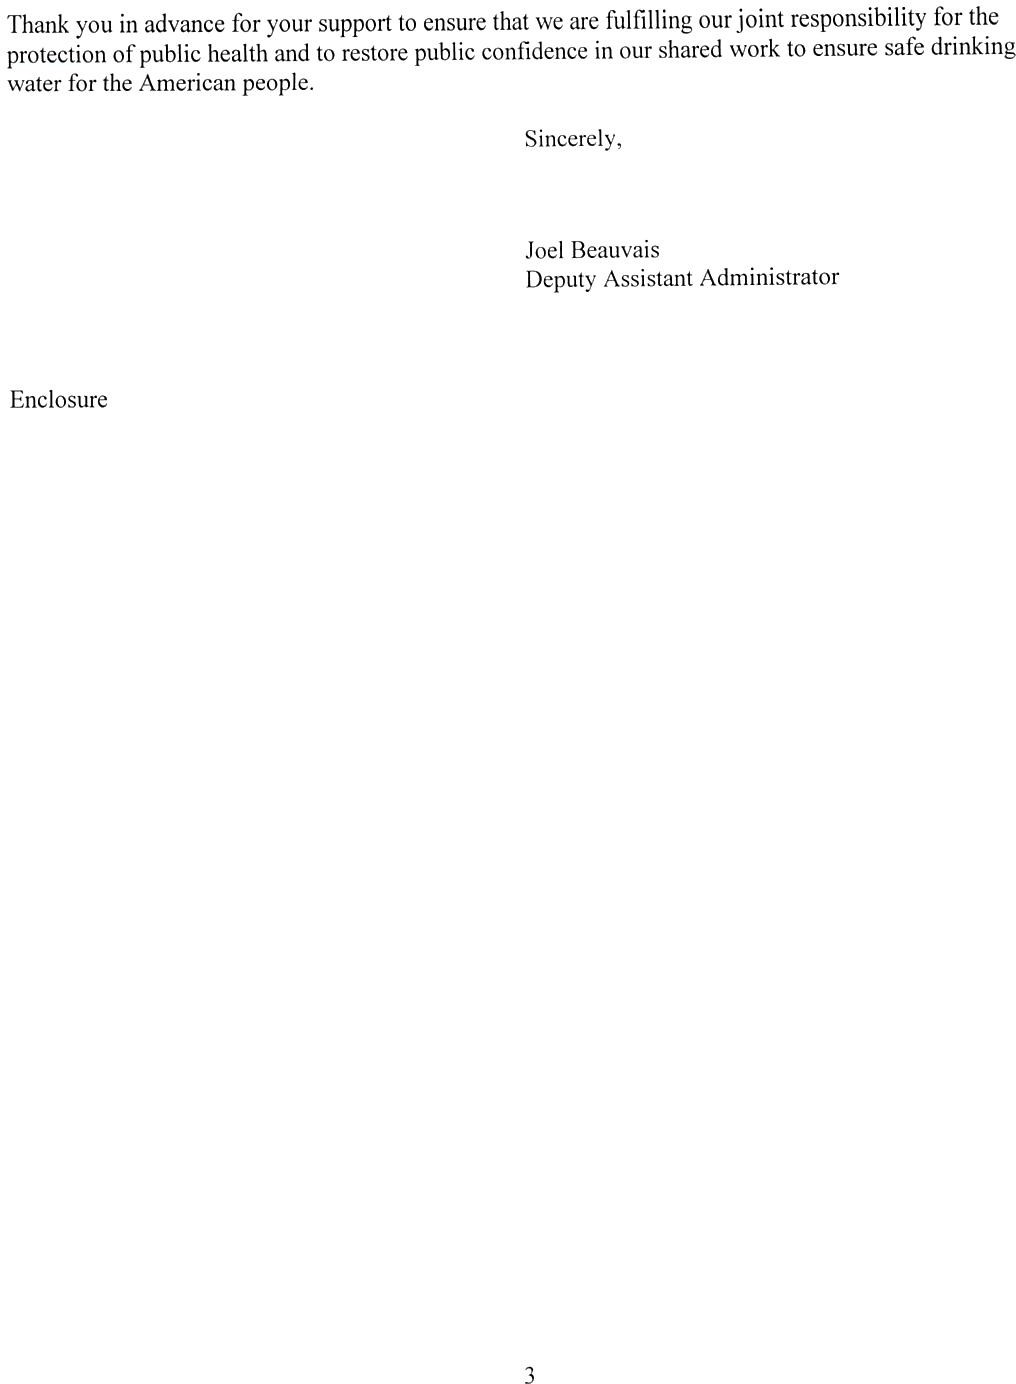 Thank you in advance for your support to ensure that we are fulfilling our joint responsibility for the
protection of public health and to restore public confidence in our shared work to ensure safe drinking
water for the American people.
Sincerely,
Joel Beauvais
Deputy Assistant Administrator
Enclosure
3